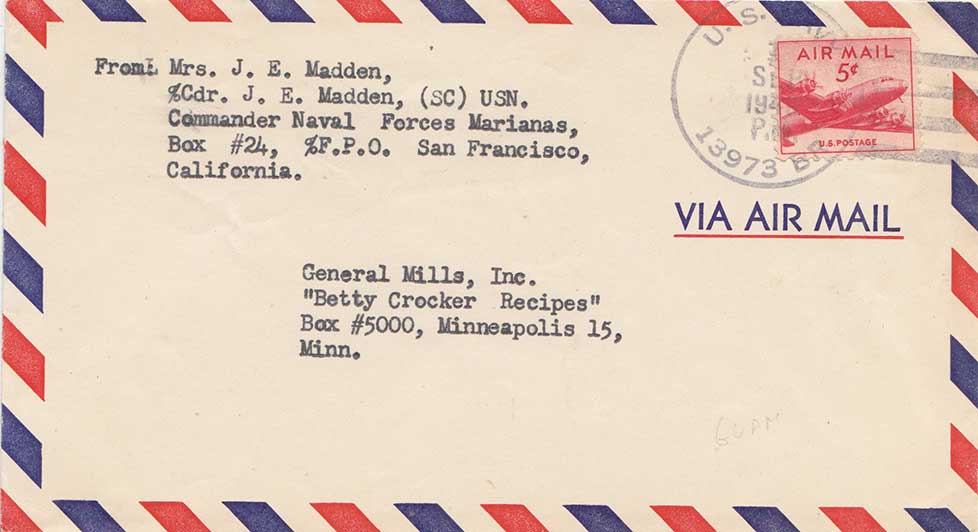 From: Mrs. J. E. Madden,
%Cdr. J. E. Madden, (SC) USN.
Commander Naval Forces Marianas,
Box #24, %F.P.O. San Francisco,
California.
U. S.
13973
AIR MAIL
5¢
U.S. POSTAGE
VIA AIR MAIL
General Mills, Inc.
"Betty Crocker Recipes"
Box #5000, Minneapolis 15,
Minn.
GUAM